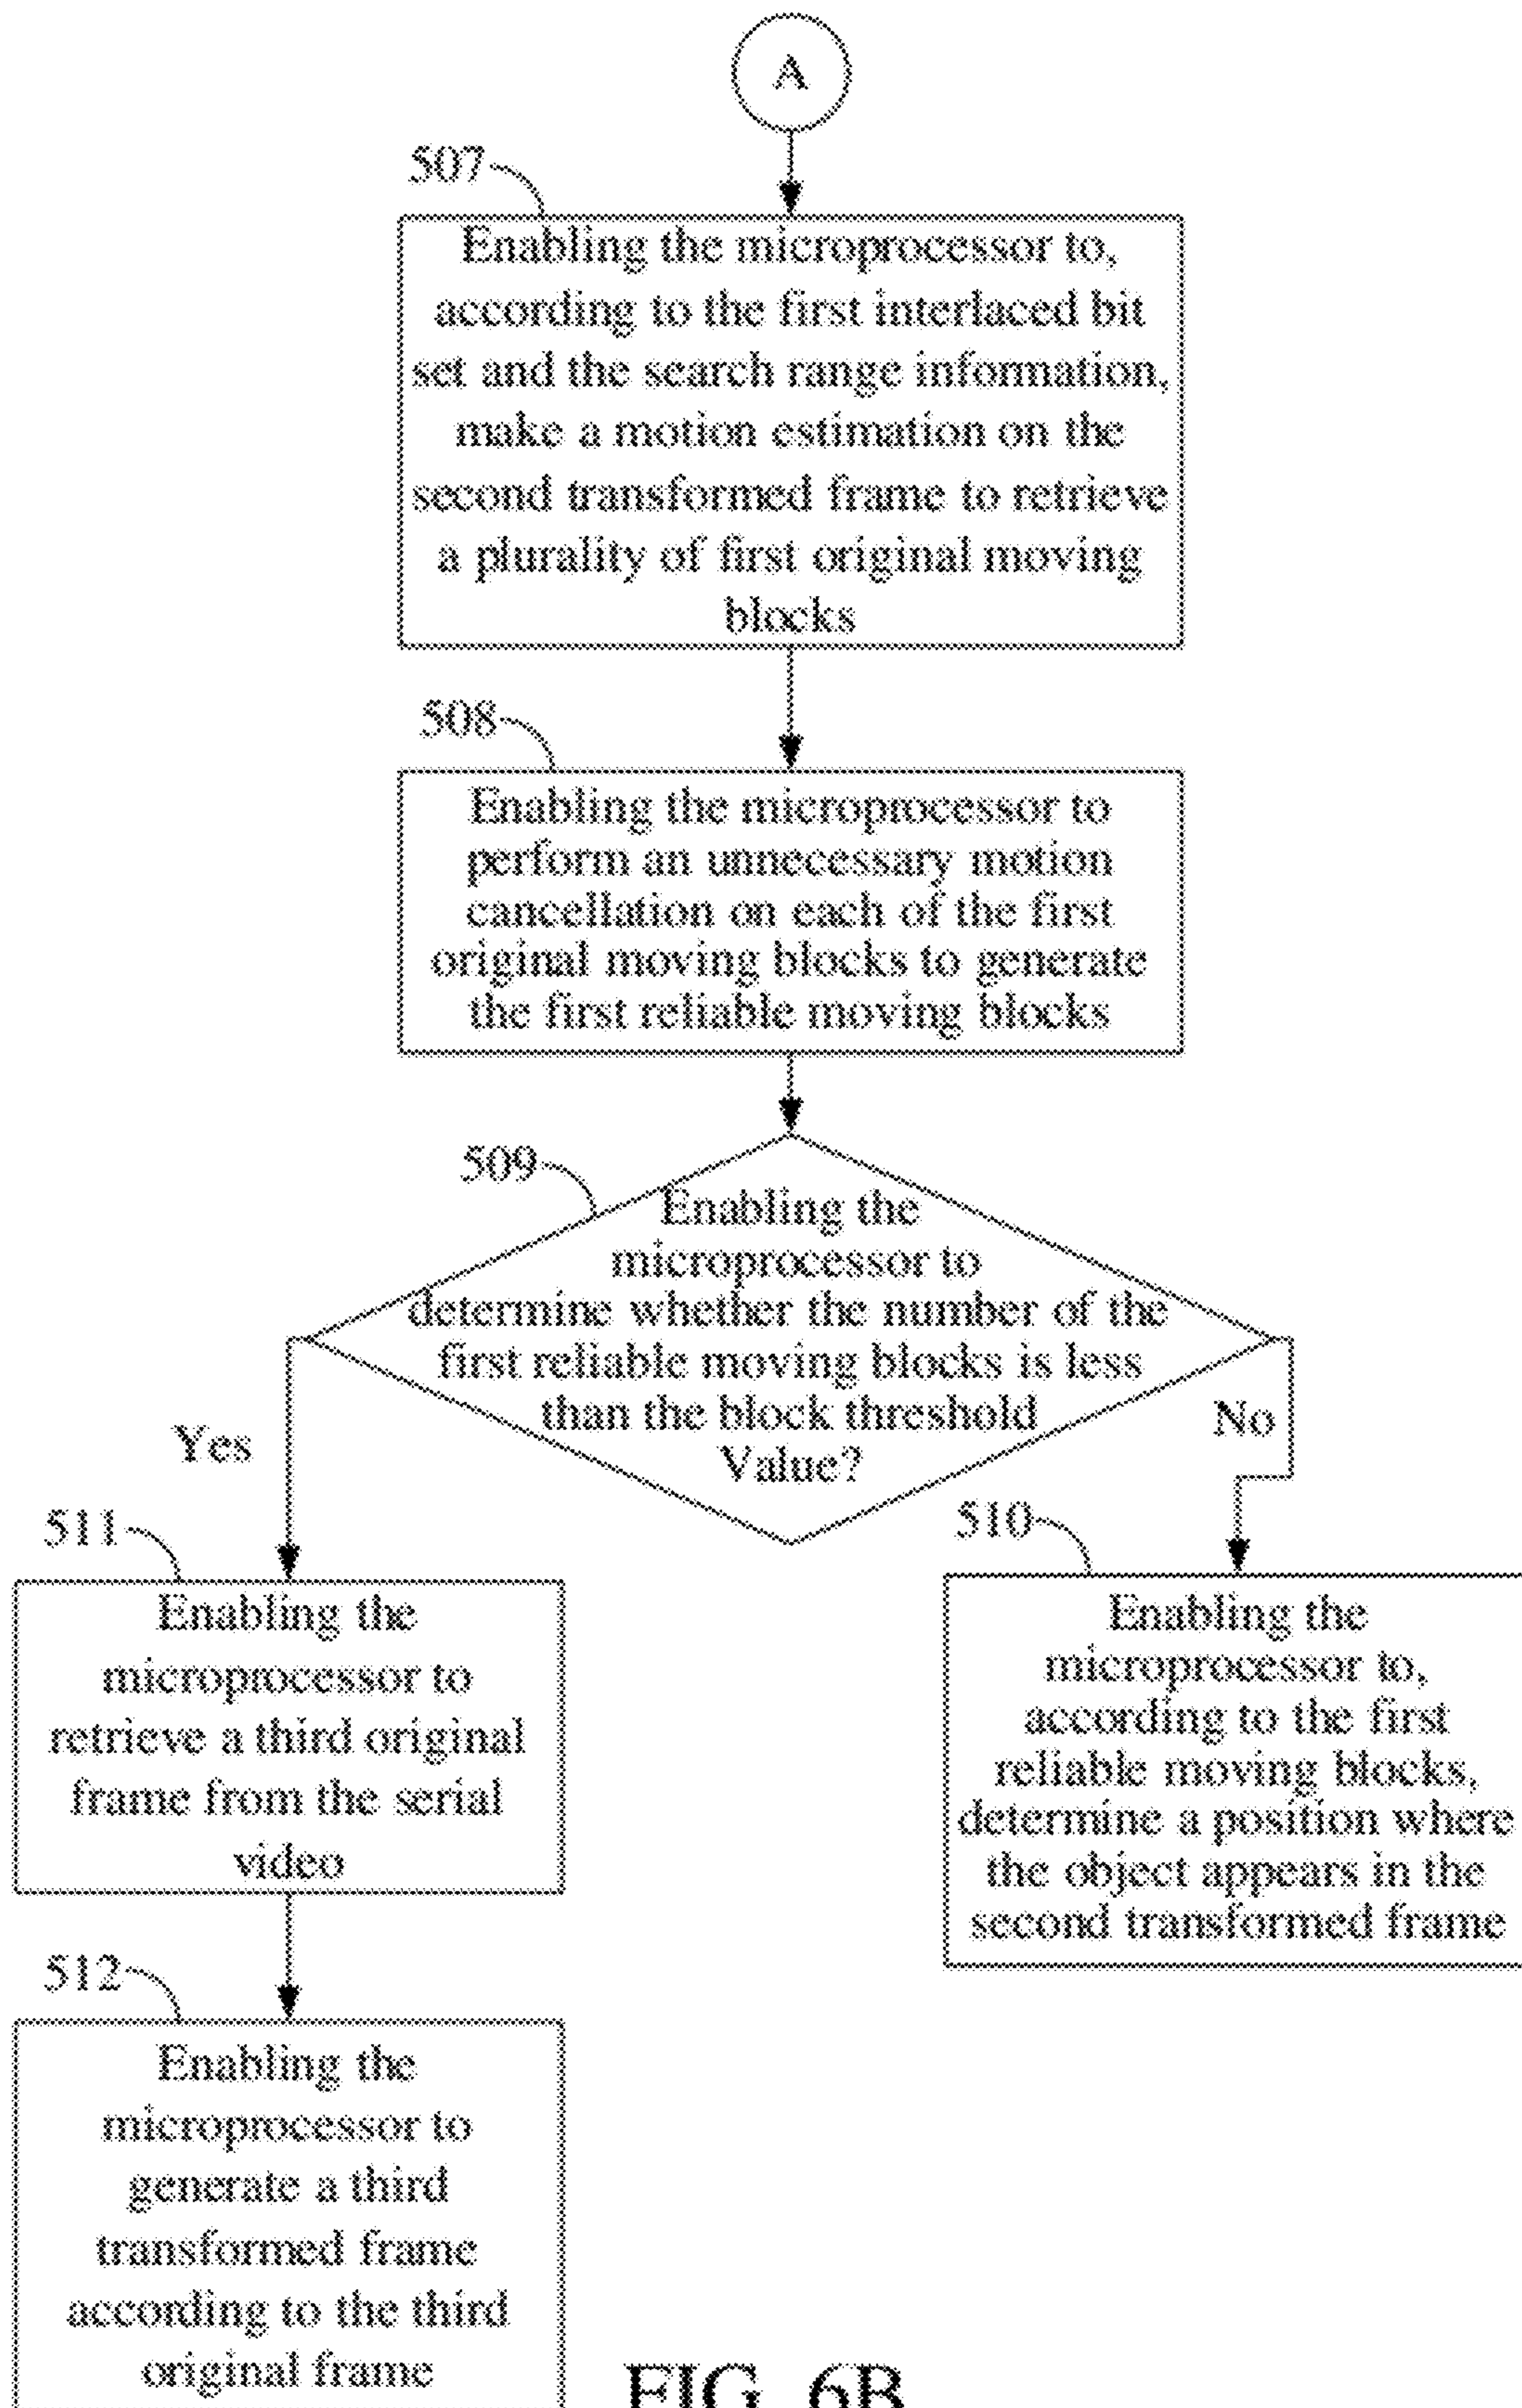 A
507
Enabling the microprocessor to,
according to the first interlaced bit
set and the search range information,
make a motion estimation on the
second transformed frame to retrieve
a plurality of first original moving
blocks
508
Enabling the microprocessor to
perform an unnecessary motion
cancellation on each of the first
original moving blocks to generate
the first reliable moving blocks
509
Enabling the
microprocessor to
determine whether the number of the
first reliable moving blocks is less
than the block threshold
Value?
Yes
No
511
Enabling the
microprocessor to
retrieve a third original
frame from the serial
video
510
Enabling the
microprocessor to,
according to the first
reliable moving blocks,
determine a position where
the object appears in the
second transformed frame
512
Enabling the
microprocessor to
generate a third
transformed frame
according to the third
original frame
FIG. 6B